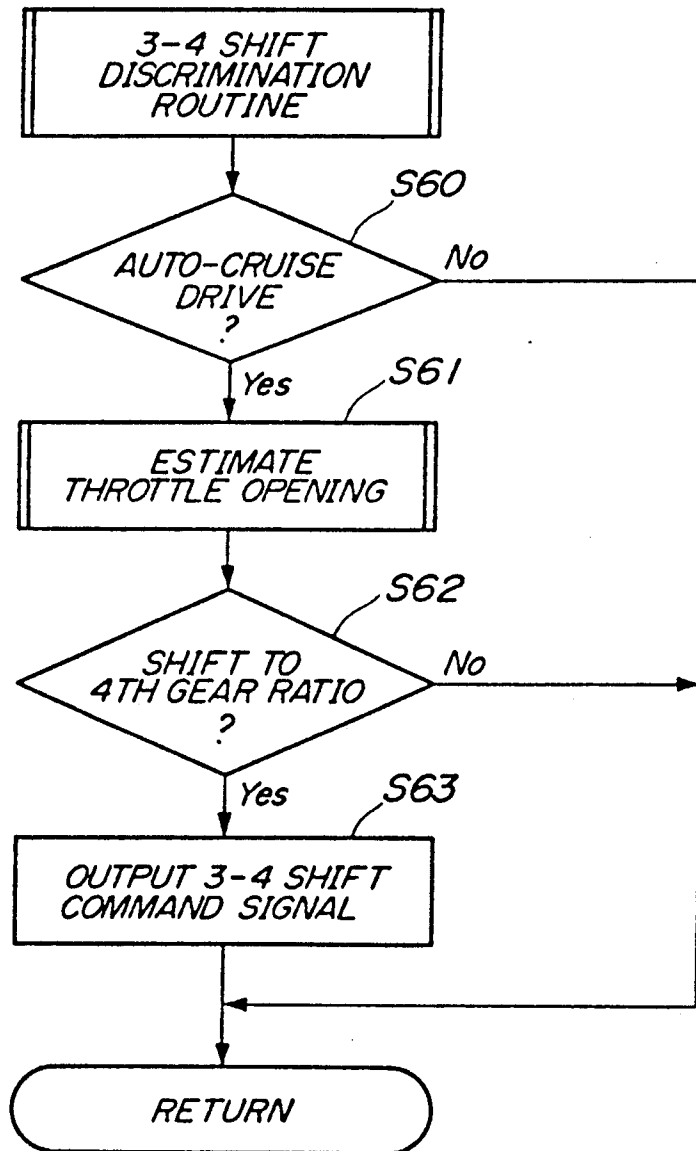 3-4 SHIFT
DISCRIMINATION
ROUTINE
S60
AUTO-CRUISE
DRIVE
?
No
Yes
S61
ESTIMATE
THROTTLE OPENING
S62
SHIFT TO
4TH GEAR RATIO
?
No
Yes
S63
OUTPUT 3-4 SHIFT
COMMAND SIGNAL
RETURN